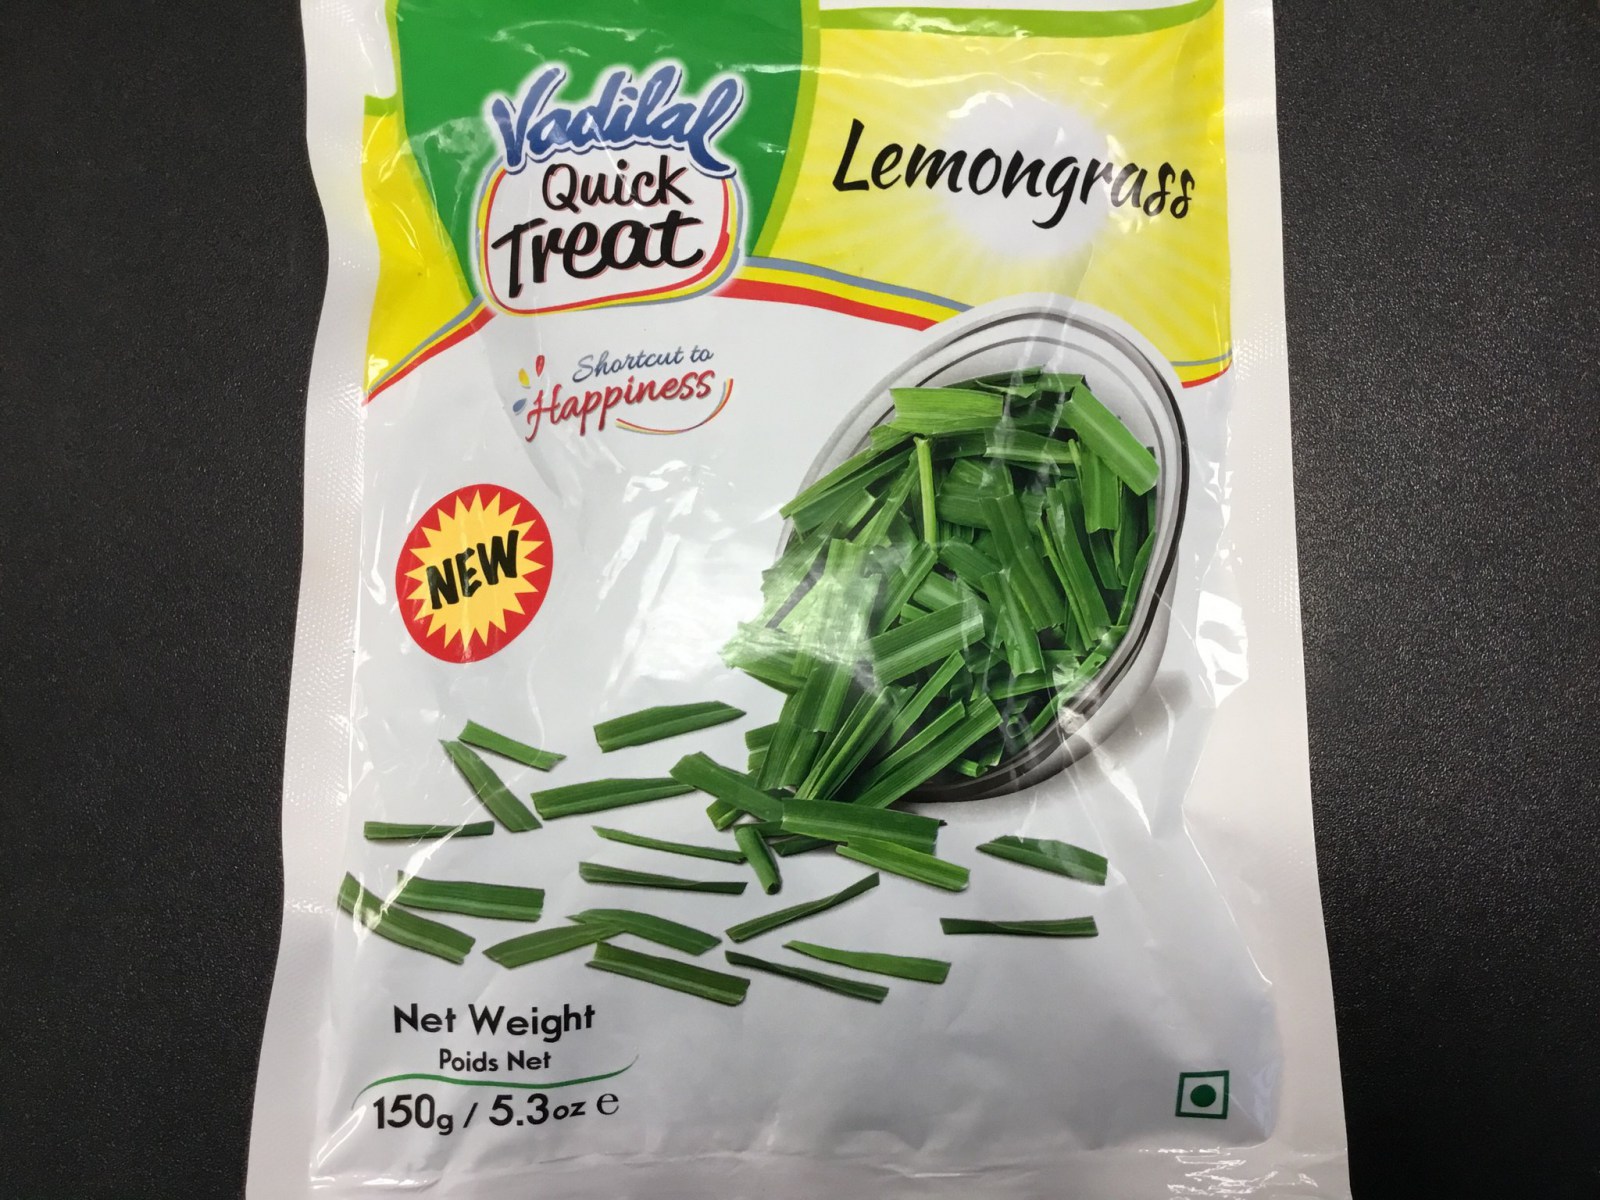 Vadilal
Quick
Treat
Lemongrass
Shortcut to
Happiness
NEW
Net Weight
Poids Net
150g / 5.3oz e